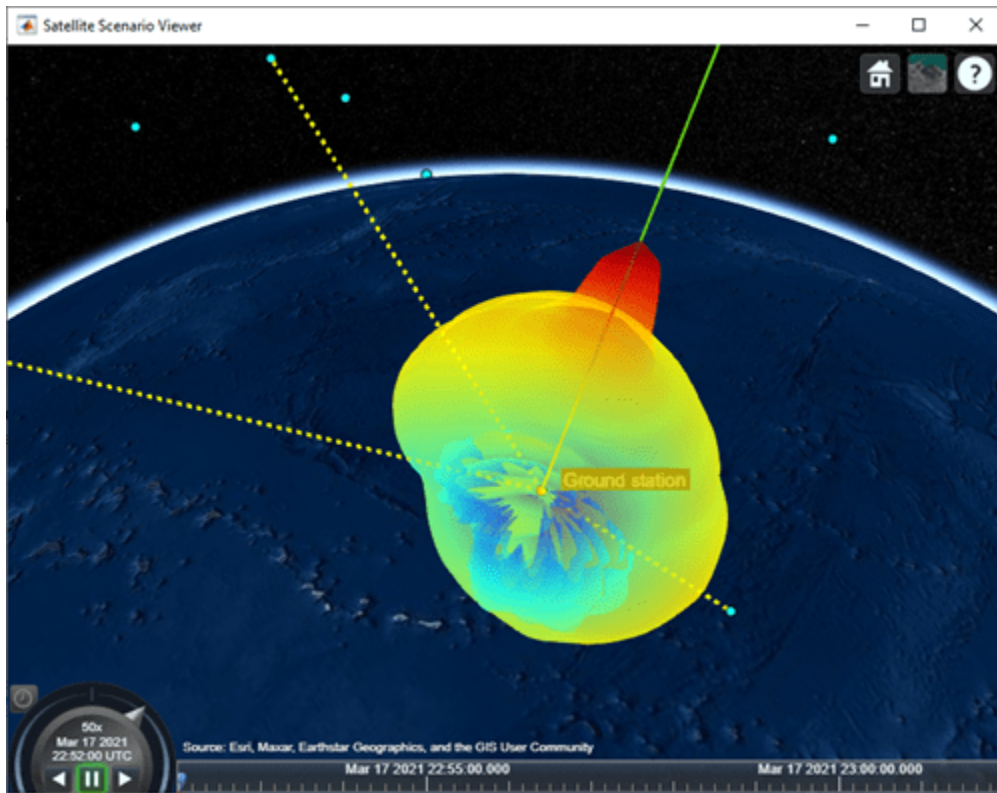 Satellite Scenario Viewer
?
Ground station
50x
Mar 17 2021
22:52:00 UTC
Source: Esri, Maxar, Earthstar Geographics, and the GIS User Community
Mar 17 2021 22:55:00.000
Mar 17 2021 23:00:00.000